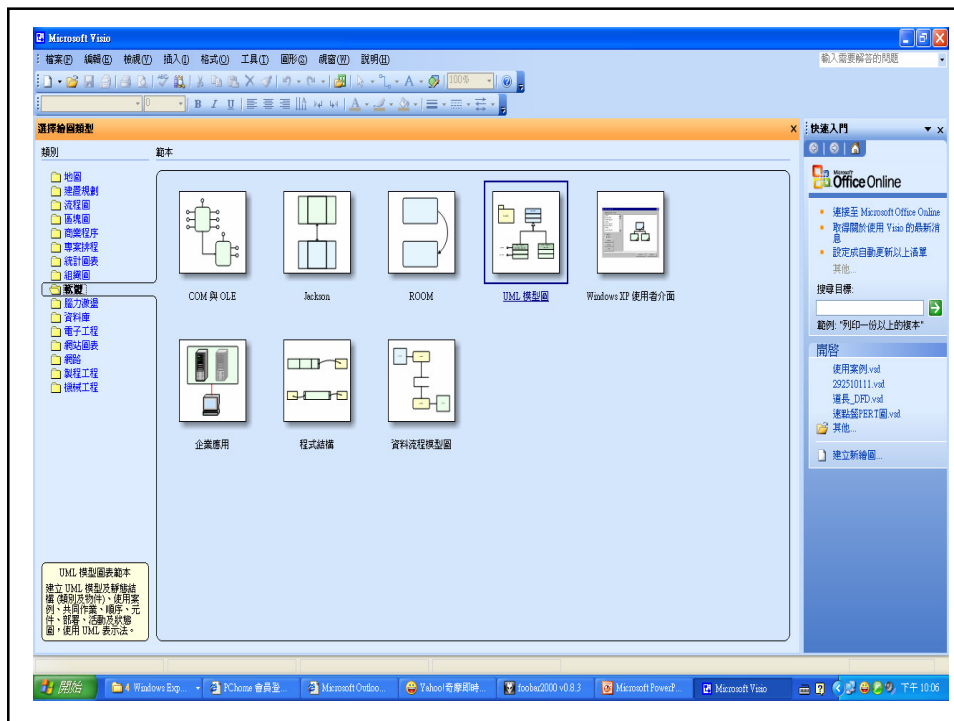 Microsoft Visio
檔案(F) 編輯(E) 檢視(V) 插入(I) 格式(O) 工具(T) 圖形(S) 視窗(W) 說明(H)
輸入需要解答的問題
100%
B I U
選擇繪圖類型
類別
範本
地圖
建置規劃
流程圖
區塊圖
商業程序
專案排程
統計圖表
組織圖
軟體
腦力激盪
資料庫
電子工程
網站圖表
網路
製程工程
機械工程
COM 與 OLE
Jackson
ROOM
UML 模型圖
Windows XP 使用者介面
企業應用
程式結構
資料流程模型圖
UML 模型圖表範本
建立 UML 模型及靜態結
構 (類別及物件)、使用案
例、共同作業、順序、元
件、部署、活動及狀態
圖，使用 UML 表示法。
快速入門
Microsoft
Office Online
連接至 Microsoft Office Online
取得關於使用 Visio 的最新消
息
設定成自動更新以上清單
其他...
搜尋目標:
範例: "列印一份以上的複本"
開啓
使用案例.vsd
292510111.vsd
道長_DFD.vsd
速點餐PERT圖.vsd
其他...
建立新繪圖...
開始
4 Windows Exp...
PChome 會員登...
Microsoft Outloo...
Yahoo!奇摩即時...
foobar2000 v0.8.3
Microsoft PowerP...
Microsoft Visio
下午 10:06